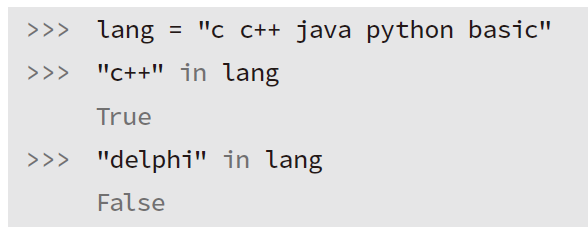 >>> lang = "c c++ java python basic"
>>> "c++" in lang
True
>>> "delphi" in lang
False